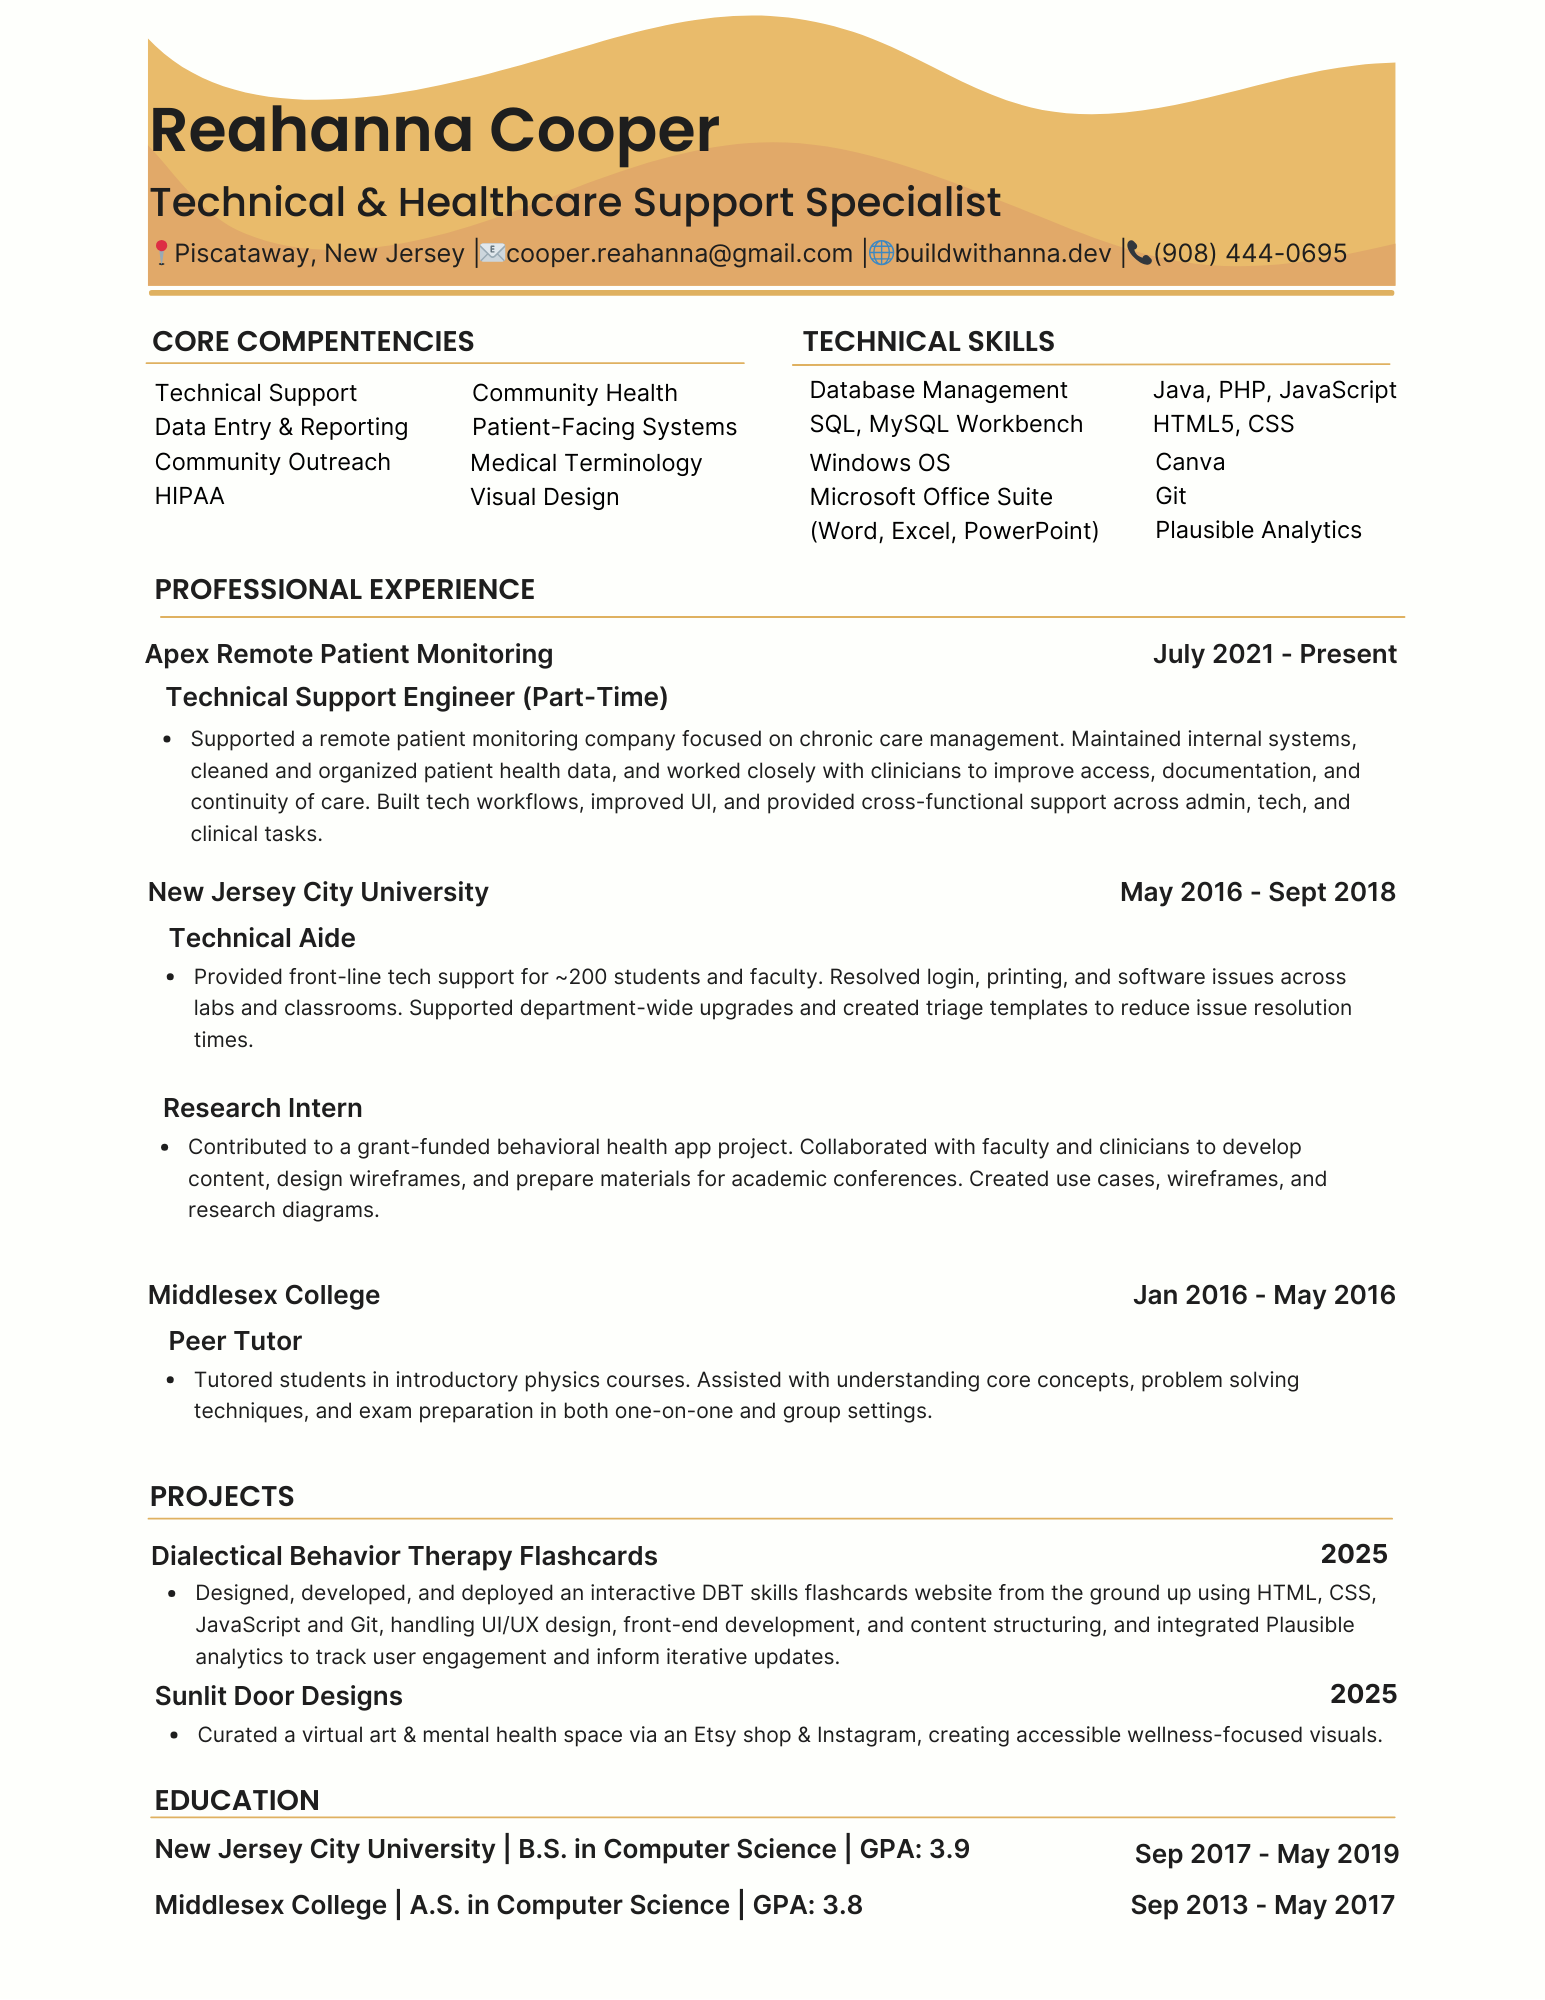 Reahanna Cooper
Technical & Healthcare Support Specialist
📍Piscataway, New Jersey |📧cooper.reahanna@gmail.com |🌐buildwithanna.dev |📞(908) 444-0695
CORE COMPENTENCIES
Technical Support
Data Entry & Reporting
Community Outreach
HIPAA
Community Health
Patient-Facing Systems
Medical Terminology
Visual Design
TECHNICAL SKILLS
Database Management
SQL, MySQL Workbench
Windows OS
Microsoft Office Suite
(Word, Excel, PowerPoint)
Java, PHP, JavaScript
HTML5, CSS
Canva
Git
Plausible Analytics
PROFESSIONAL EXPERIENCE
Apex Remote Patient Monitoring July 2021 - Present
Technical Support Engineer (Part-Time)
• Supported a remote patient monitoring company focused on chronic care management. Maintained internal systems,
cleaned and organized patient health data, and worked closely with clinicians to improve access, documentation, and
continuity of care. Built tech workflows, improved UI, and provided cross-functional support across admin, tech, and
clinical tasks.
New Jersey City University May 2016 - Sept 2018
Technical Aide
• Provided front-line tech support for ~200 students and faculty. Resolved login, printing, and software issues across
labs and classrooms. Supported department-wide upgrades and created triage templates to reduce issue resolution
times.
Research Intern
• Contributed to a grant-funded behavioral health app project. Collaborated with faculty and clinicians to develop
content, design wireframes, and prepare materials for academic conferences. Created use cases, wireframes, and
research diagrams.
Middlesex College Jan 2016 - May 2016
Peer Tutor
• Tutored students in introductory physics courses. Assisted with understanding core concepts, problem solving
techniques, and exam preparation in both one-on-one and group settings.
PROJECTS
Dialectical Behavior Therapy Flashcards 2025
• Designed, developed, and deployed an interactive DBT skills flashcards website from the ground up using HTML, CSS,
JavaScript and Git, handling UI/UX design, front-end development, and content structuring, and integrated Plausible
analytics to track user engagement and inform iterative updates.
Sunlit Door Designs 2025
• Curated a virtual art & mental health space via an Etsy shop & Instagram, creating accessible wellness-focused visuals.
EDUCATION
New Jersey City University | B.S. in Computer Science | GPA: 3.9 Sep 2017 - May 2019
Middlesex College | A.S. in Computer Science | GPA: 3.8 Sep 2013 - May 2017